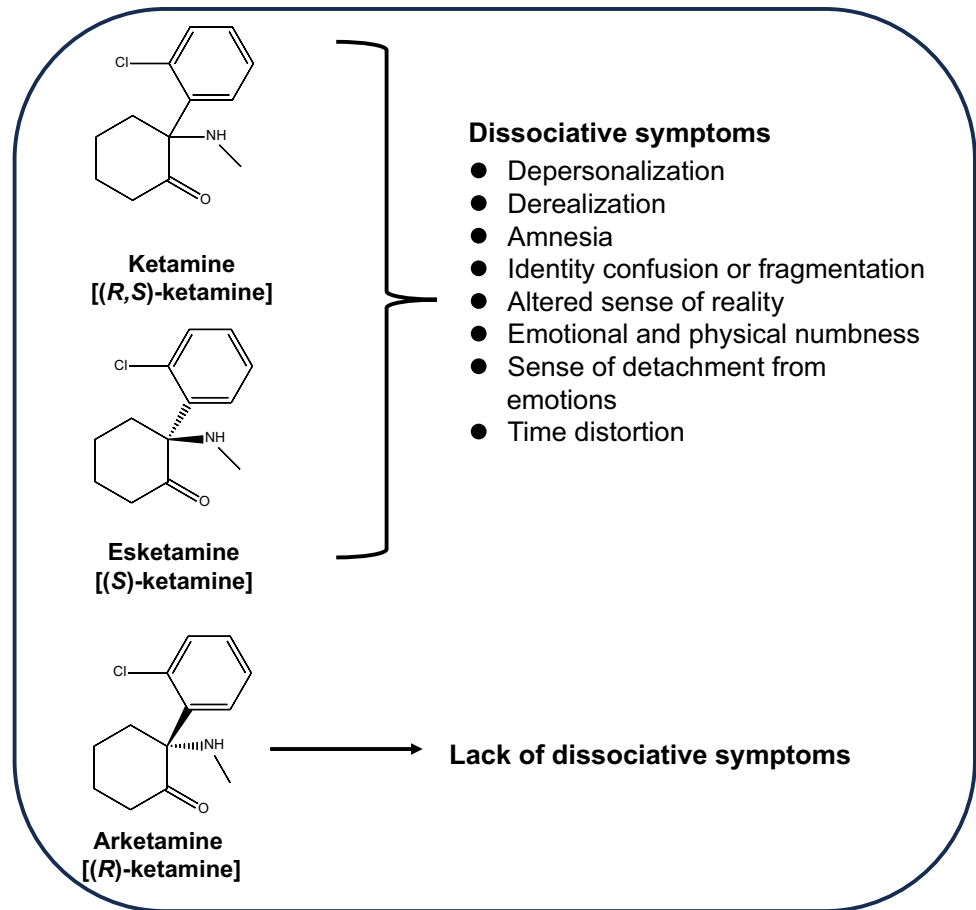 Cl
NH
O
Ketamine
[(R,S)-ketamine]
Cl
NH
O
Esketamine
[(S)-ketamine]
Dissociative symptoms
● Depersonalization
● Derealization
● Amnesia
● Identity confusion or fragmentation
● Altered sense of reality
● Emotional and physical numbness
● Sense of detachment from
emotions
● Time distortion
Cl
NH
O
Arketamine
[(R)-ketamine]
Lack of dissociative symptoms